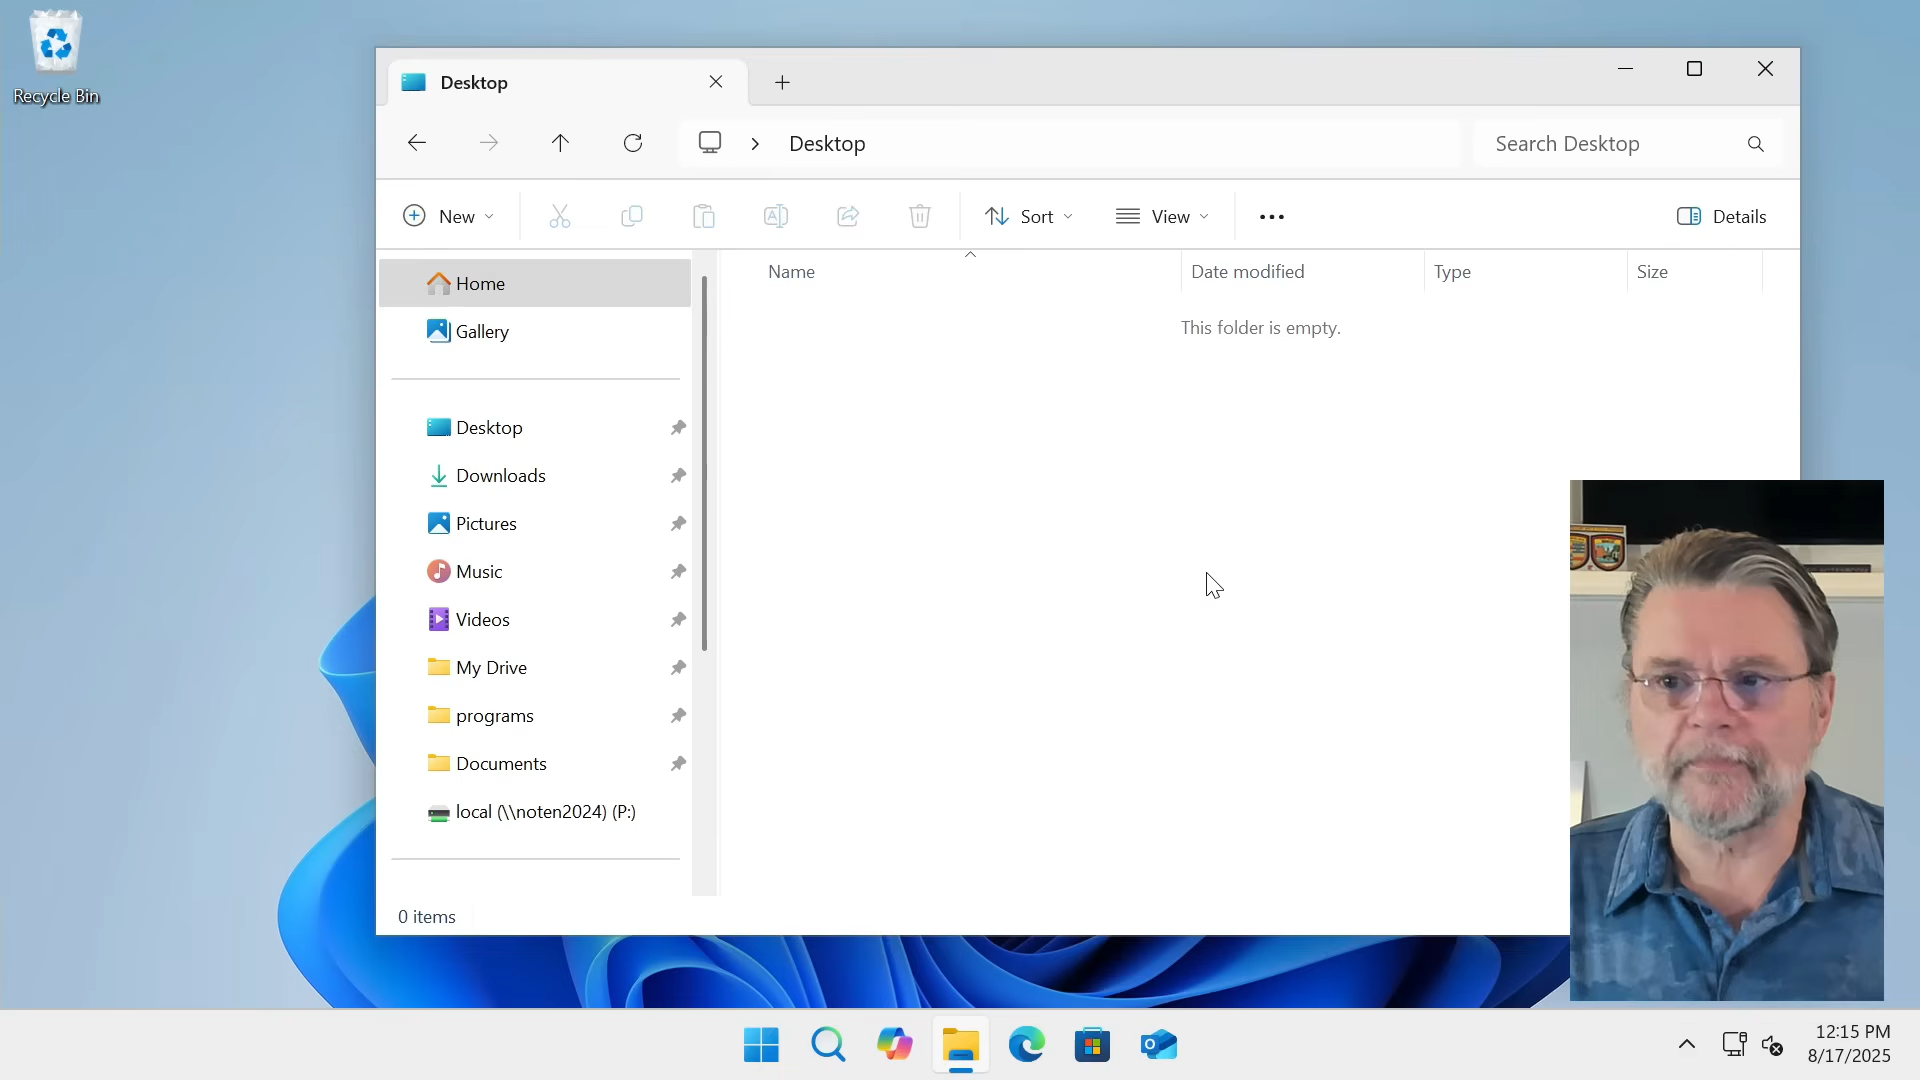 Recycle Bin
Desktop
Desktop
Search Desktop
New
Sort
View
Details
Home
Gallery
Desktop
Downloads
Pictures
Music
Videos
My Drive
programs
Documents
local (\\noten2024) (P:)
Name
Date modified
Type
Size
This folder is empty.
0 items
12:15 PM
8/17/2025